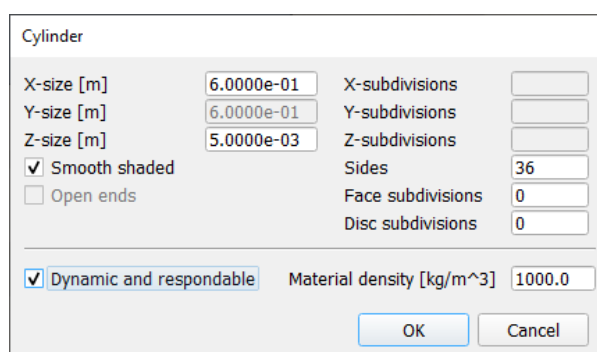 Cylinder
X-size [m] 6.0000e-01 X-subdivisions
Y-size [m] 6.0000e-01 Y-subdivisions
Z-size [m] 5.0000e-03 Z-subdivisions
Smooth shaded Sides 36
Open ends Face subdivisions 0
Disc subdivisions 0
Dynamic and respondable Material density [kg/m^3] 1000.0
OK Cancel